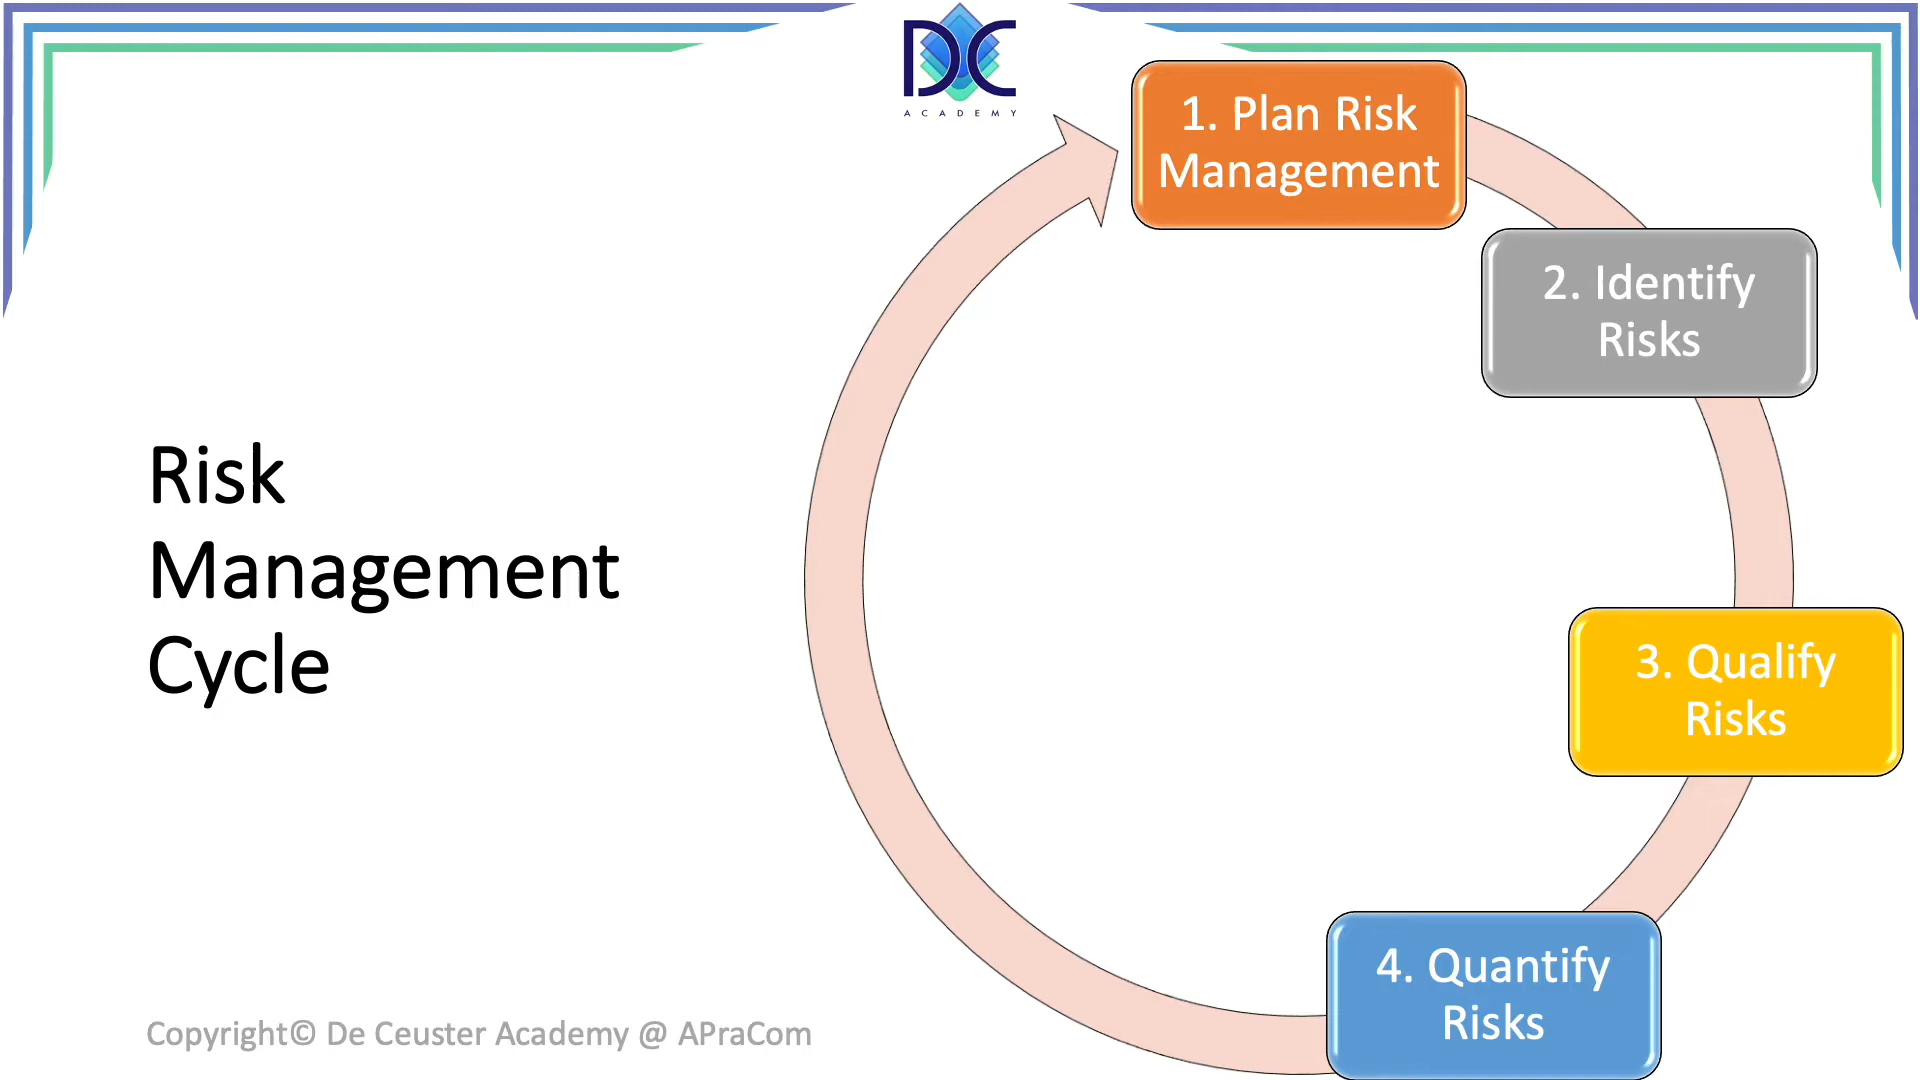 DC
ACADEMY
1. Plan Risk
Management
2. Identify
Risks
Risk
Management
Cycle
3. Qualify
Risks
4. Quantify
Risks
Copyright© De Ceuster Academy @ APraCom